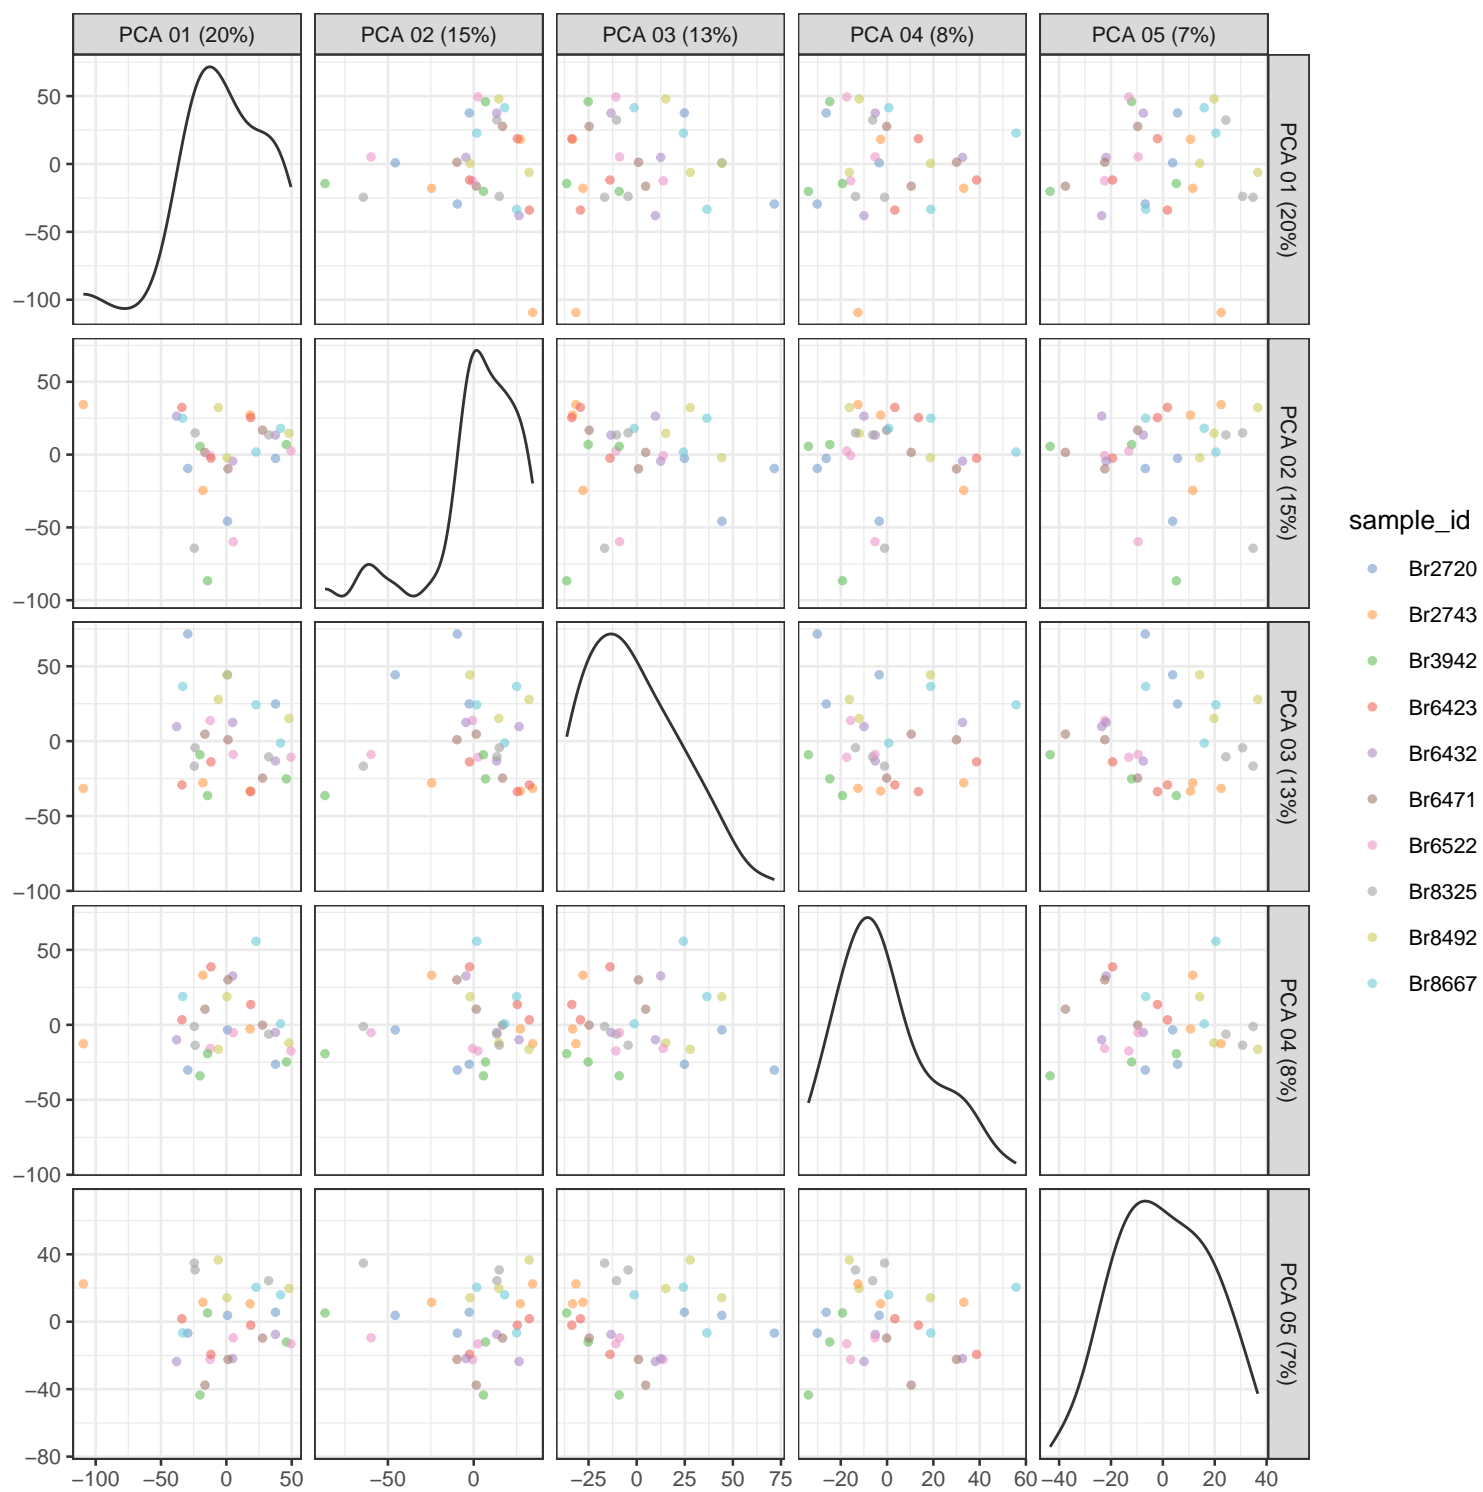 PCA 01 (20%) PCA 02 (15%) PCA 03 (13%) PCA 04 (8%) PCA 05 (7%)
50
0
−50
−100
PCA 01 (20%)
50
0
−50
−100
PCA 02 (15%)
50
0
−50
−100
PCA 03 (13%)
50
0
−50
−100
PCA 04 (8%)
40
0
−40
−80
PCA 05 (7%)
−100 −50 0 50 −50 0 −25 0 25 50 75 −20 0 20 40 60 −40 −20 0 20 40
sample_id
Br2720
Br2743
Br3942
Br6423
Br6432
Br6471
Br6522
Br8325
Br8492
Br8667